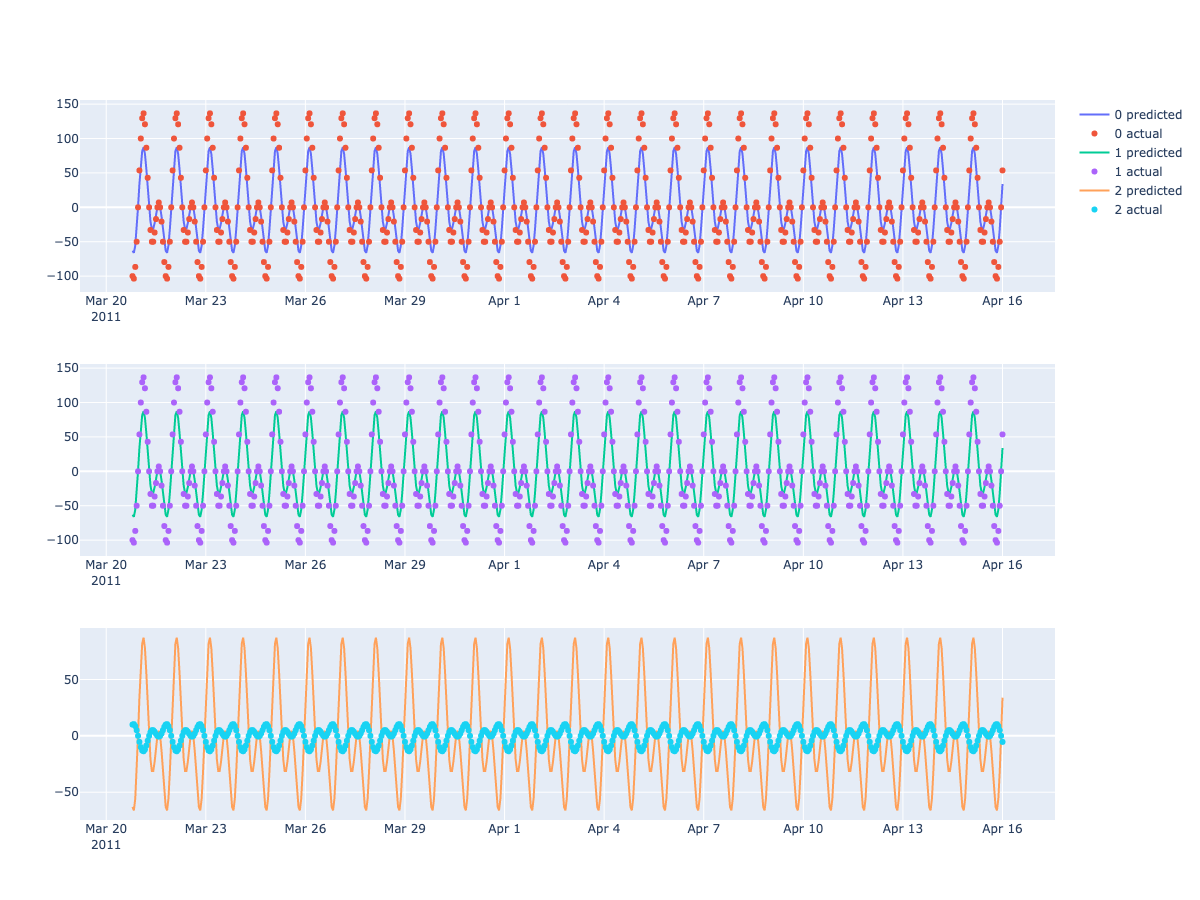 150
100
50
0
−50
−100
Mar 20
2011
Mar 23
Mar 26
Mar 29
Apr 1
Apr 4
Apr 7
Apr 10
Apr 13
Apr 16
0 predicted
0 actual
1 predicted
1 actual
2 predicted
2 actual
150
100
50
0
−50
−100
Mar 20
2011
Mar 23
Mar 26
Mar 29
Apr 1
Apr 4
Apr 7
Apr 10
Apr 13
Apr 16
50
0
−50
Mar 20
2011
Mar 23
Mar 26
Mar 29
Apr 1
Apr 4
Apr 7
Apr 10
Apr 13
Apr 16